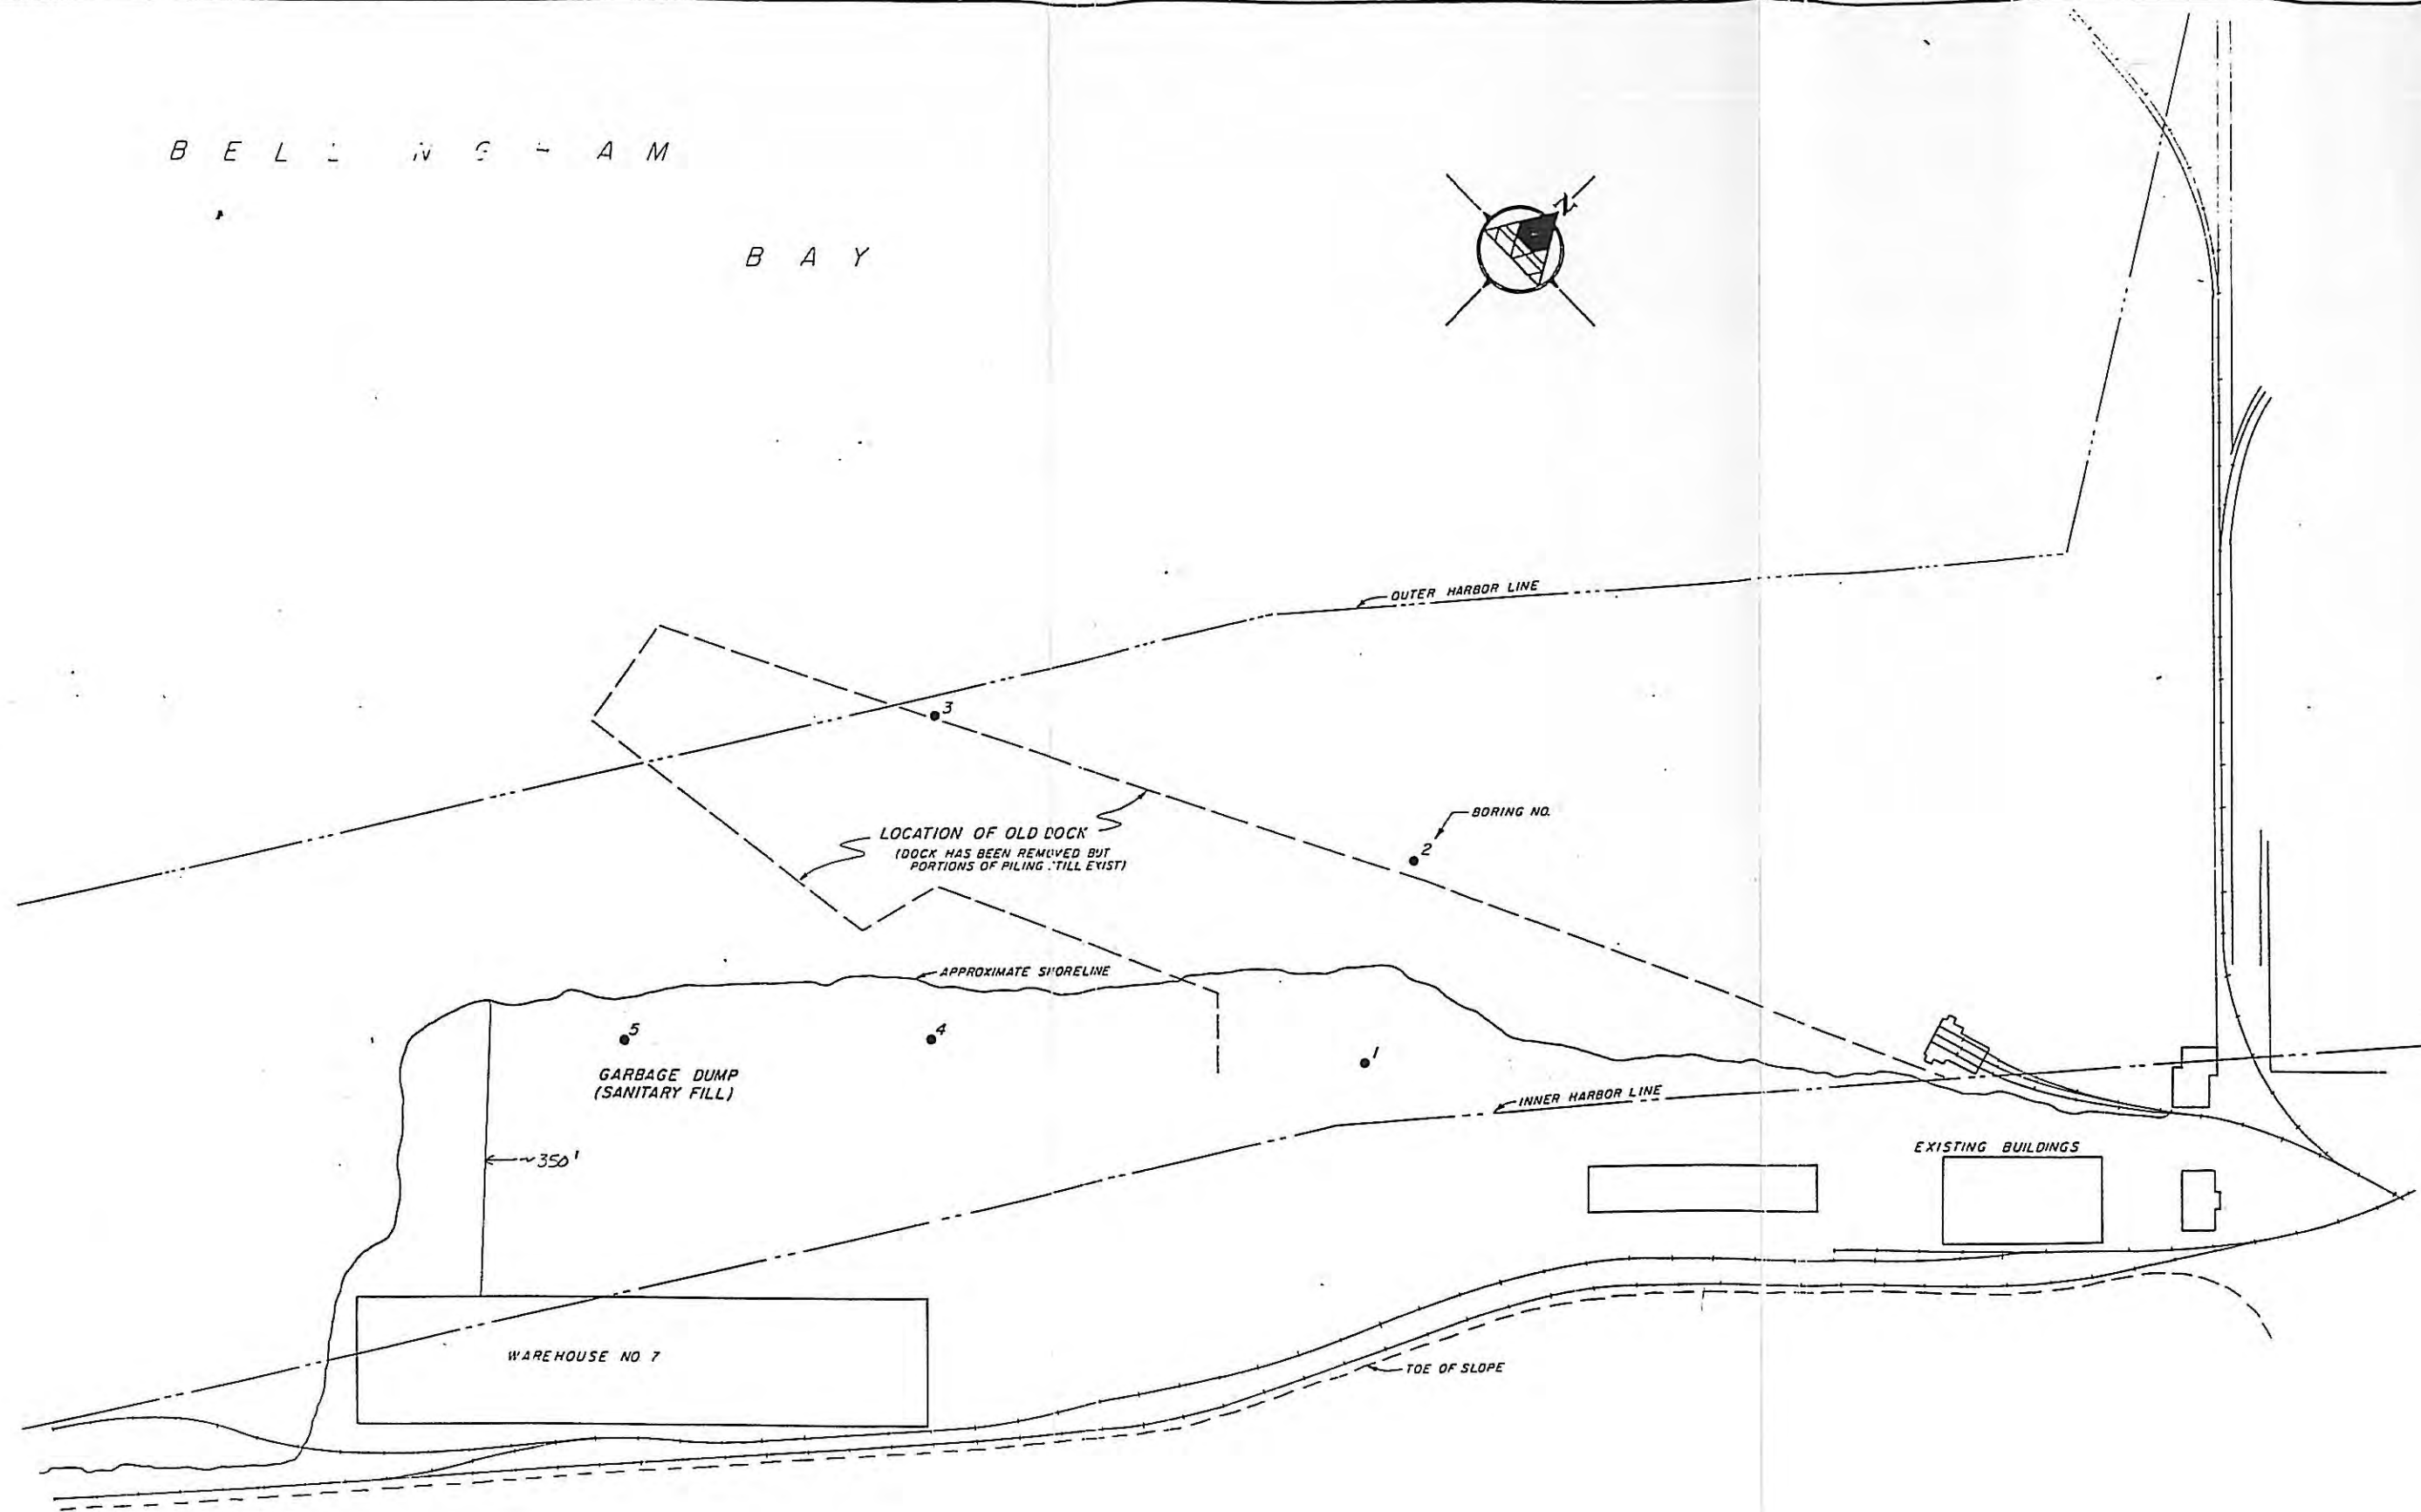 B E L L I N G H A M
B A Y
N
OUTER HARBOR LINE
3
BORING NO.
2
LOCATION OF OLD DOCK
(DOCK HAS BEEN REMOVED BUT
PORTIONS OF PILING STILL EXIST)
APPROXIMATE SHORELINE
5
4
1
GARBAGE DUMP
(SANITARY FILL)
INNER HARBOR LINE
~350'
EXISTING BUILDINGS
WAREHOUSE NO. 7
TOE OF SLOPE